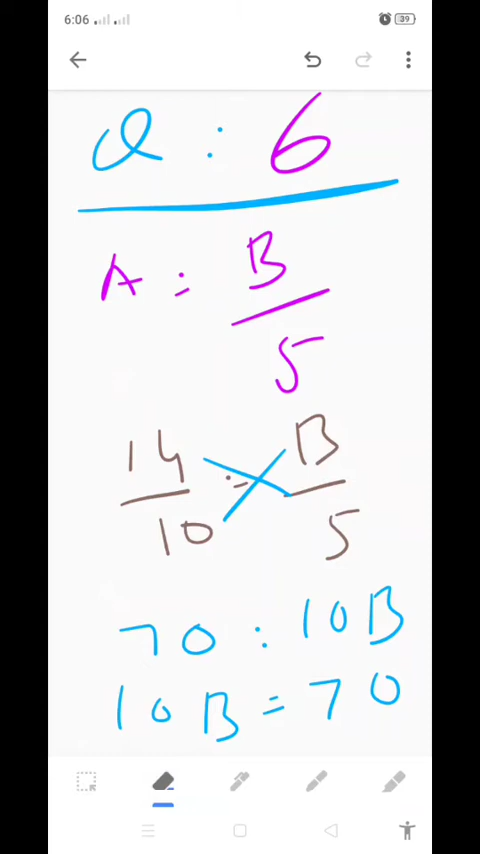 6:06 39
Q : 6
A = B/5
14/10 = B/5
70 : 10B
10B = 70